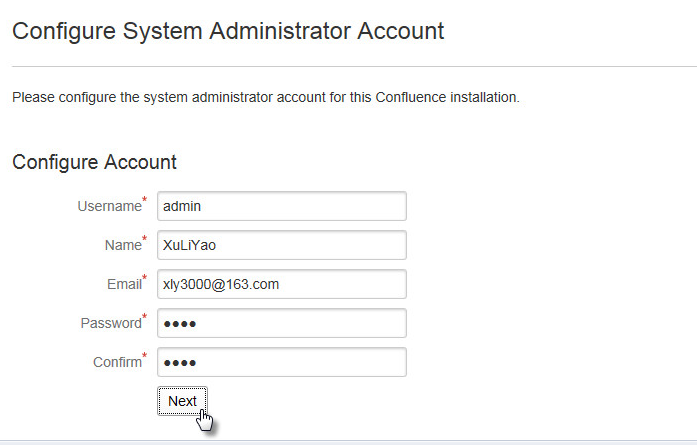 Configure System Administrator Account
Please configure the system administrator account for this Confluence installation.
Configure Account
Username* admin
Name* XuLiYao
Email* xly3000@163.com
Password* ●●●●
Confirm* ●●●●
Next